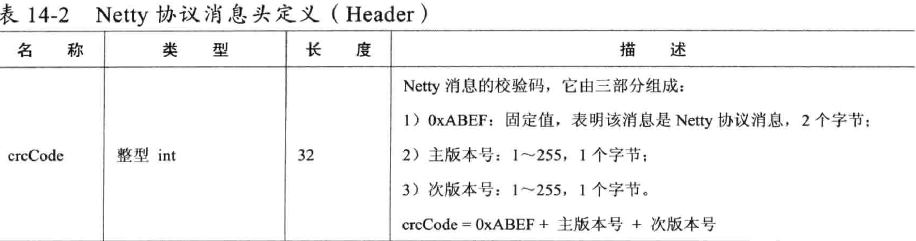 表 14-2 Netty 协议消息头定义（Header）
名 称 类 型 长 度 描 述
Netty 消息的校验码，它由三部分组成：
1）0xABEF：固定值，表明该消息是 Netty 协议消息，2 个字节；
crcCode 整型 int 32 2）主版本号：1～255，1 个字节；
3）次版本号：1～255，1 个字节。
crcCode = 0xABEF + 主版本号 + 次版本号